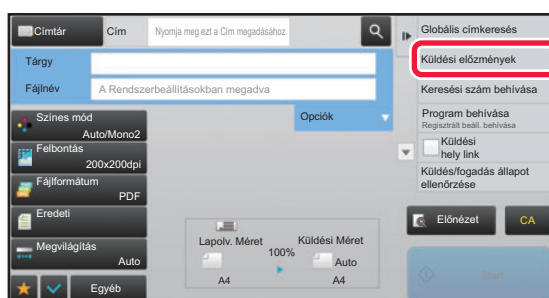 Címtár
Cím
Nyomja meg ezt a Cím megadásához
Tárgy
Fájlnév
A Rendszerbeállításokban megadva
Színes mód
Auto/Mono2
Felbontás
200x200dpi
Fájlformátum
PDF
Eredeti
Megvilágítás
Auto
Egyéb
Opciók
Lapolv. Méret
100%
Küldési Méret
Auto
A4
A4
Globális címkeresés
Küldési előzmények
Keresési szám behívása
Program behívása
Regisztrált beáll. behívása
Küldési
hely link
Küldés/fogadás állapot
ellenőrzése
Előnézet
CA
Start